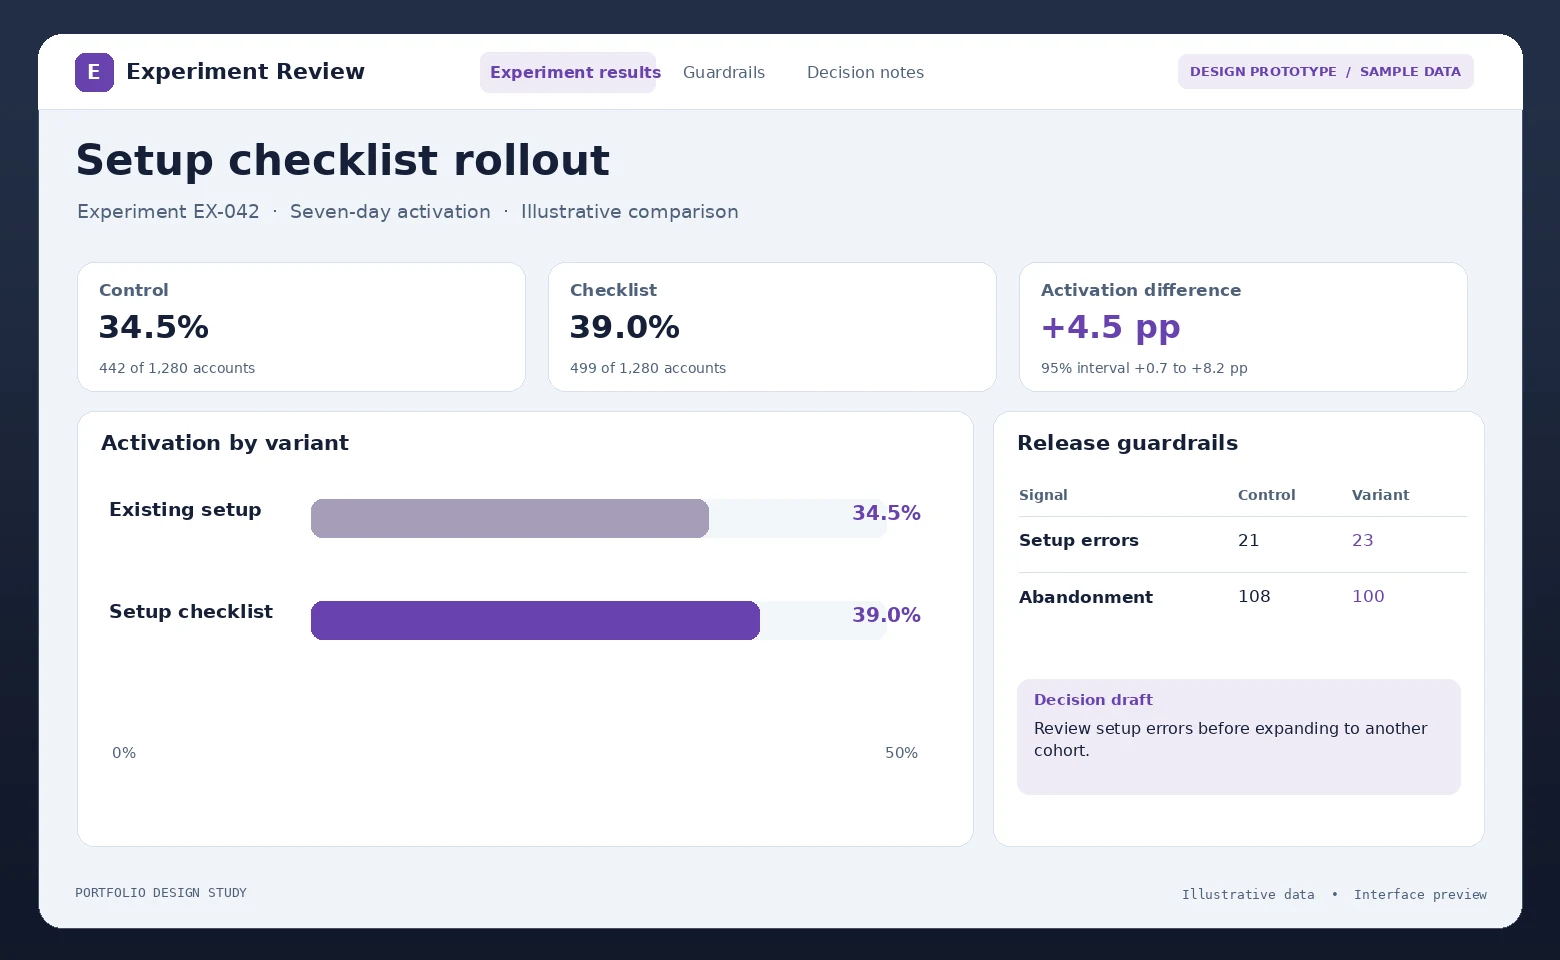 E Experiment Review
Experiment results Guardrails Decision notes
DESIGN PROTOTYPE / SAMPLE DATA
Setup checklist rollout
Experiment EX-042 · Seven-day activation · Illustrative comparison
Control
34.5%
442 of 1,280 accounts
Checklist
39.0%
499 of 1,280 accounts
Activation difference
+4.5 pp
95% interval +0.7 to +8.2 pp
Activation by variant
Existing setup 34.5%
Setup checklist 39.0%
0% 50%
Release guardrails
Signal Control Variant
Setup errors 21 23
Abandonment 108 100
Decision draft
Review setup errors before expanding to another
cohort.
PORTFOLIO DESIGN STUDY
Illustrative data • Interface preview